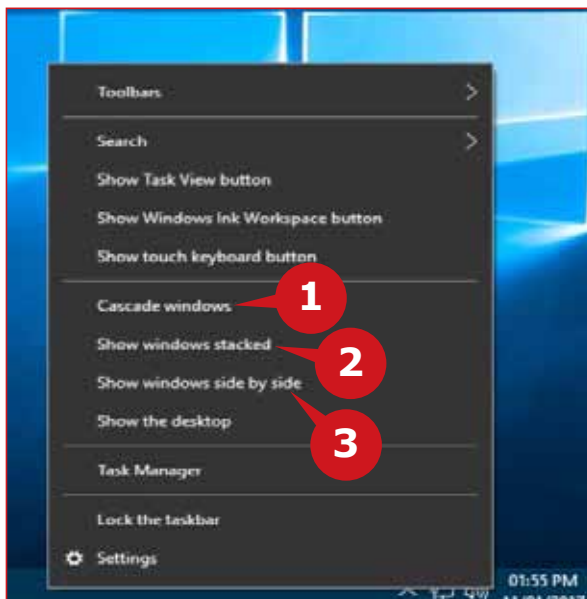 Toolbars
Search
Show Task View button
Show Windows Ink Workspace button
Show touch keyboard button
Cascade windows
1
Show windows stacked
2
Show windows side by side
3
Show the desktop
Task Manager
Lock the taskbar
Settings
01:55 PM